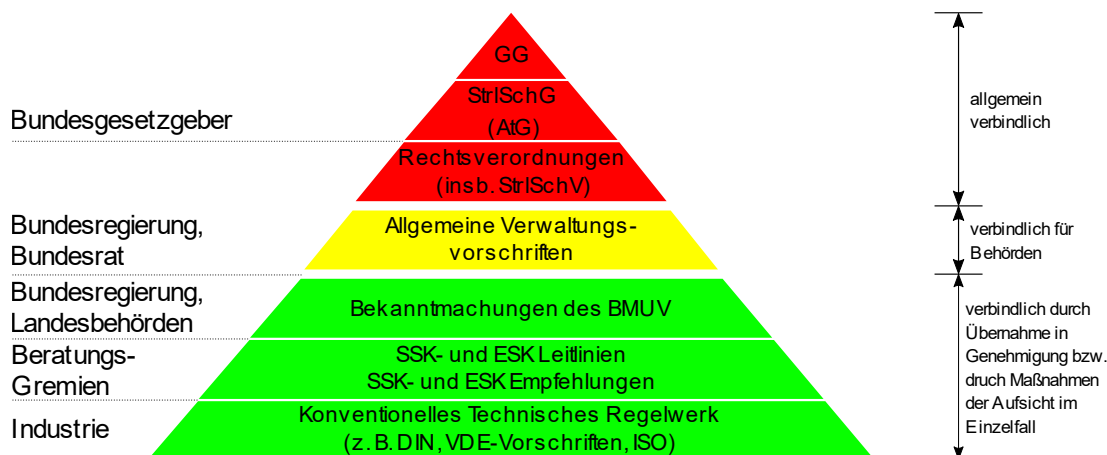 GG
StrlSchG
(AtG)
Rechtsverordnungen
(insb. StrlSchV)
Allgemeine Verwaltungs-
vorschriften
Bekanntmachungen des BMUV
SSK- und ESK Leitlinien
SSK- und ESK Empfehlungen
Konventionelles Technisches Regelwerk
(z. B. DIN, VDE-Vorschriften, ISO)
Bundesgesetzgeber
Bundesregierung,
Bundesrat
Bundesregierung,
Landesbehörden
Beratungs-
Gremien
Industrie
allgemein
verbindlich
verbindlich für
Behörden
verbindlich durch
Übernahme in
Genehmigung bzw.
druch Maßnahmen
der Aufsicht im
Einzelfall